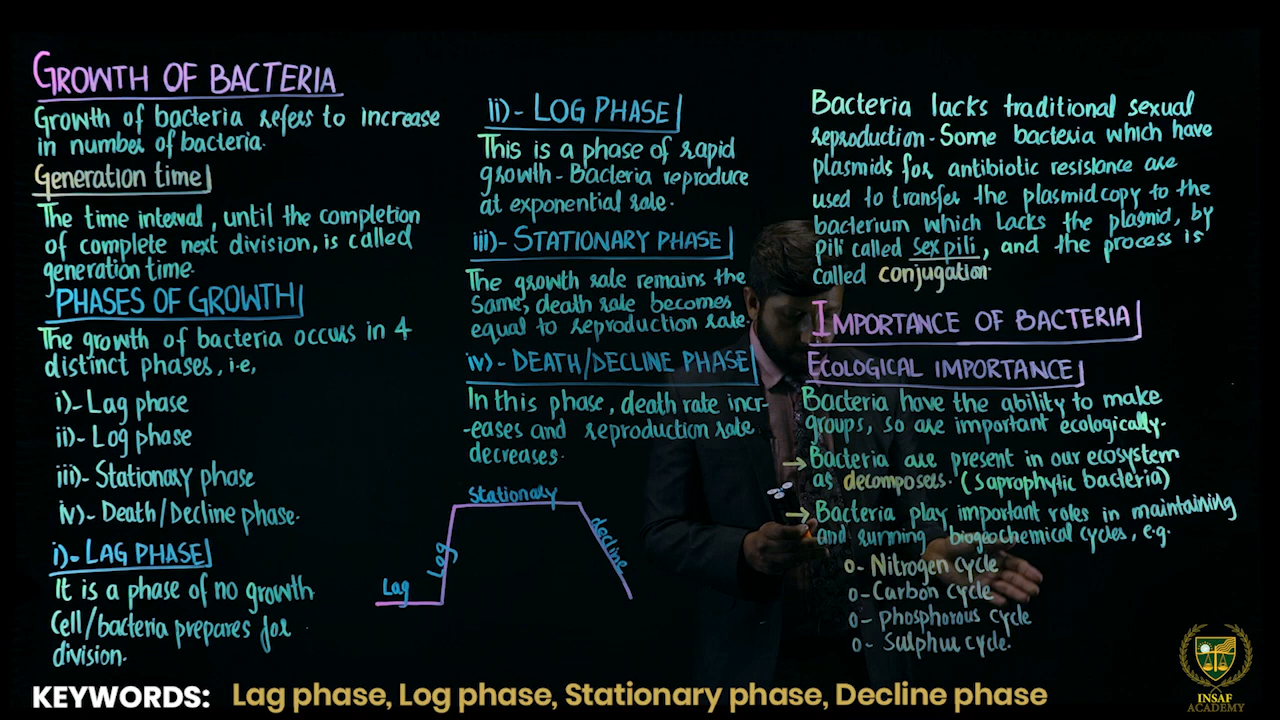 GROWTH OF BACTERIA
Growth of bacteria refers to increase
in number of bacteria.
Generation time
The time interval, until the completion
of complete next division, is called
generation time.
PHASES OF GROWTH
The growth of bacteria occurs in 4
distinct phases, i.e,
i)- Lag phase
ii)- Log phase
iii)- Stationary phase
iv)- Death/Decline phase.
i)- LAG PHASE
It is a phase of no growth
Cell/bacteria prepares for
division.
ii)- LOG PHASE
This is a phase of rapid
growth - Bacteria reproduce
at exponential rate.
iii)- STATIONARY PHASE
The growth rate remains the
same, death rate becomes
equal to reproduction rate.
iv)- DEATH/DECLINE PHASE
In this phase, death rate incr-
-eases and reproduction rate
decreases.
Stationary
Log
decline
Lag
Bacteria lacks traditional sexual
reproduction. Some bacteria which have
plasmids for antibiotic resistance are
used to transfer the plasmid copy to the
bacterium which lacks the plasmid, by
pili called sex pili, and the process is
called conjugation.
IMPORTANCE OF BACTERIA
ECOLOGICAL IMPORTANCE
Bacteria have the ability to make
groups, so are important ecologically.
→ Bacteria are present in our ecosystem
as decomposers. (Saprophytic bacteria)
→ Bacteria play important roles in maintaining
and running biogeochemical cycles, e.g.
o- Nitrogen cycle
o- Carbon cycle
o- Phosphorous cycle
o- Sulphur cycle.
KEYWORDS: Lag phase, Log phase, Stationary phase, Decline phase
INSAF
ACADEMY